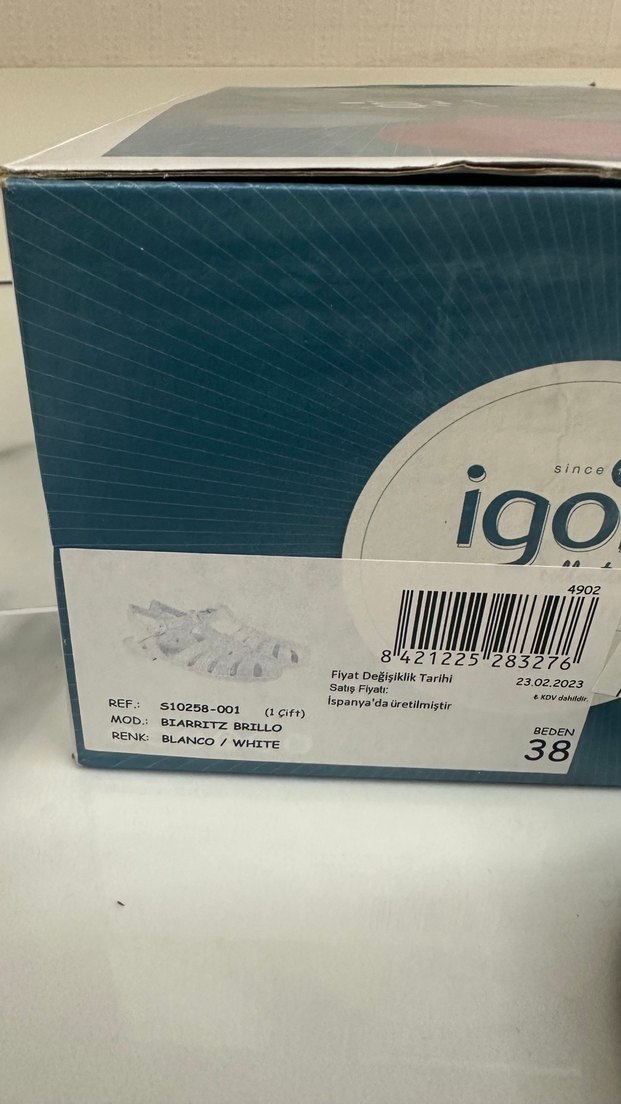 since
igo
4902
8 421225 283276
Fiyat Değişiklik Tarihi 23.02.2023
Satış Fiyatı: ₺ KDV dahildir.
İspanya'da üretilmiştir
REF.: S10258-001 (1 Çift)
MOD.: BIARRITZ BRILLO
RENK: BLANCO / WHITE
BEDEN
38